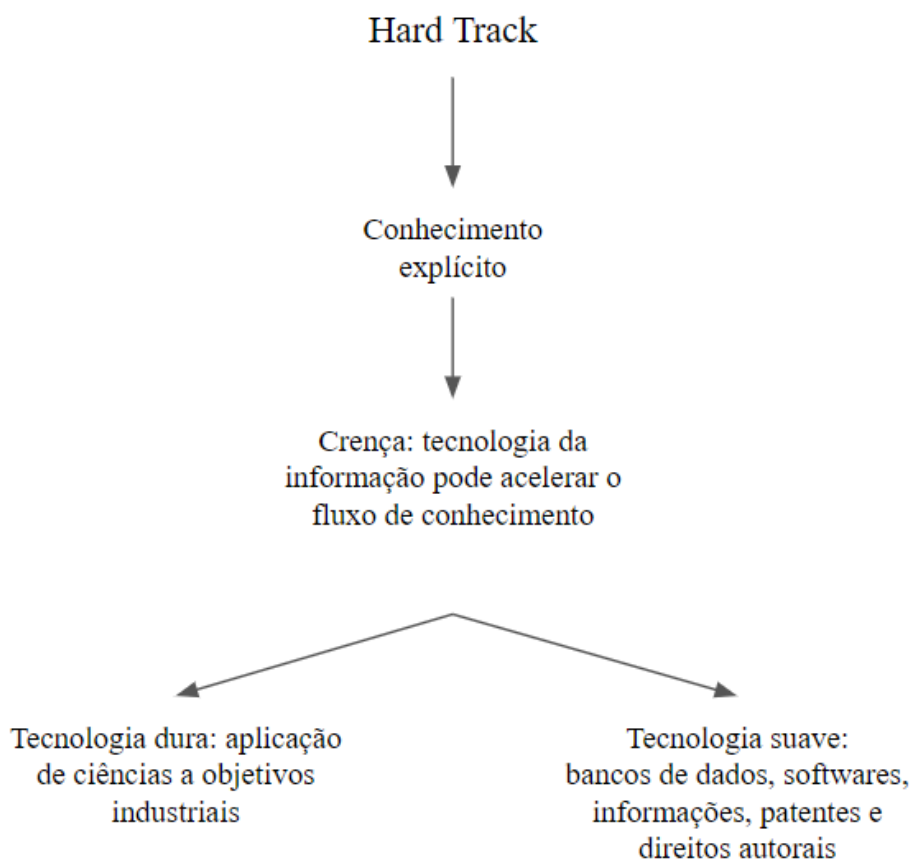 Hard Track
Conhecimento
explícito
Crença: tecnologia da
informação pode acelerar o
fluxo de conhecimento
Tecnologia dura: aplicação
de ciências a objetivos
industriais
Tecnologia suave:
bancos de dados, softwares,
informações, patentes e
direitos autorais